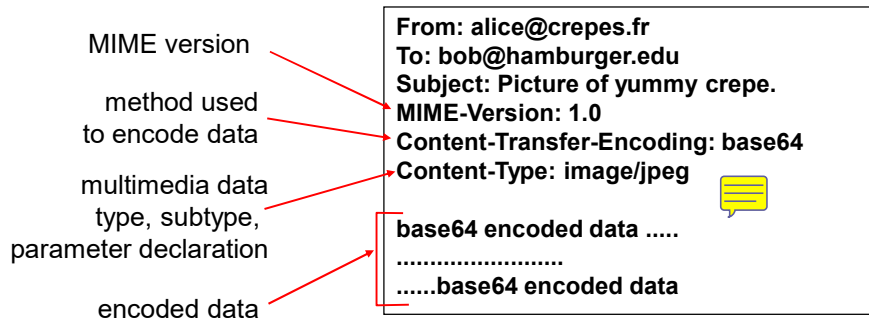 MIME version
method used
to encode data
multimedia data
type, subtype,
parameter declaration
encoded data
From: alice@crepes.fr
To: bob@hamburger.edu
Subject: Picture of yummy crepe.
MIME-Version: 1.0
Content-Transfer-Encoding: base64
Content-Type: image/jpeg
base64 encoded data .....
.........................
......base64 encoded data